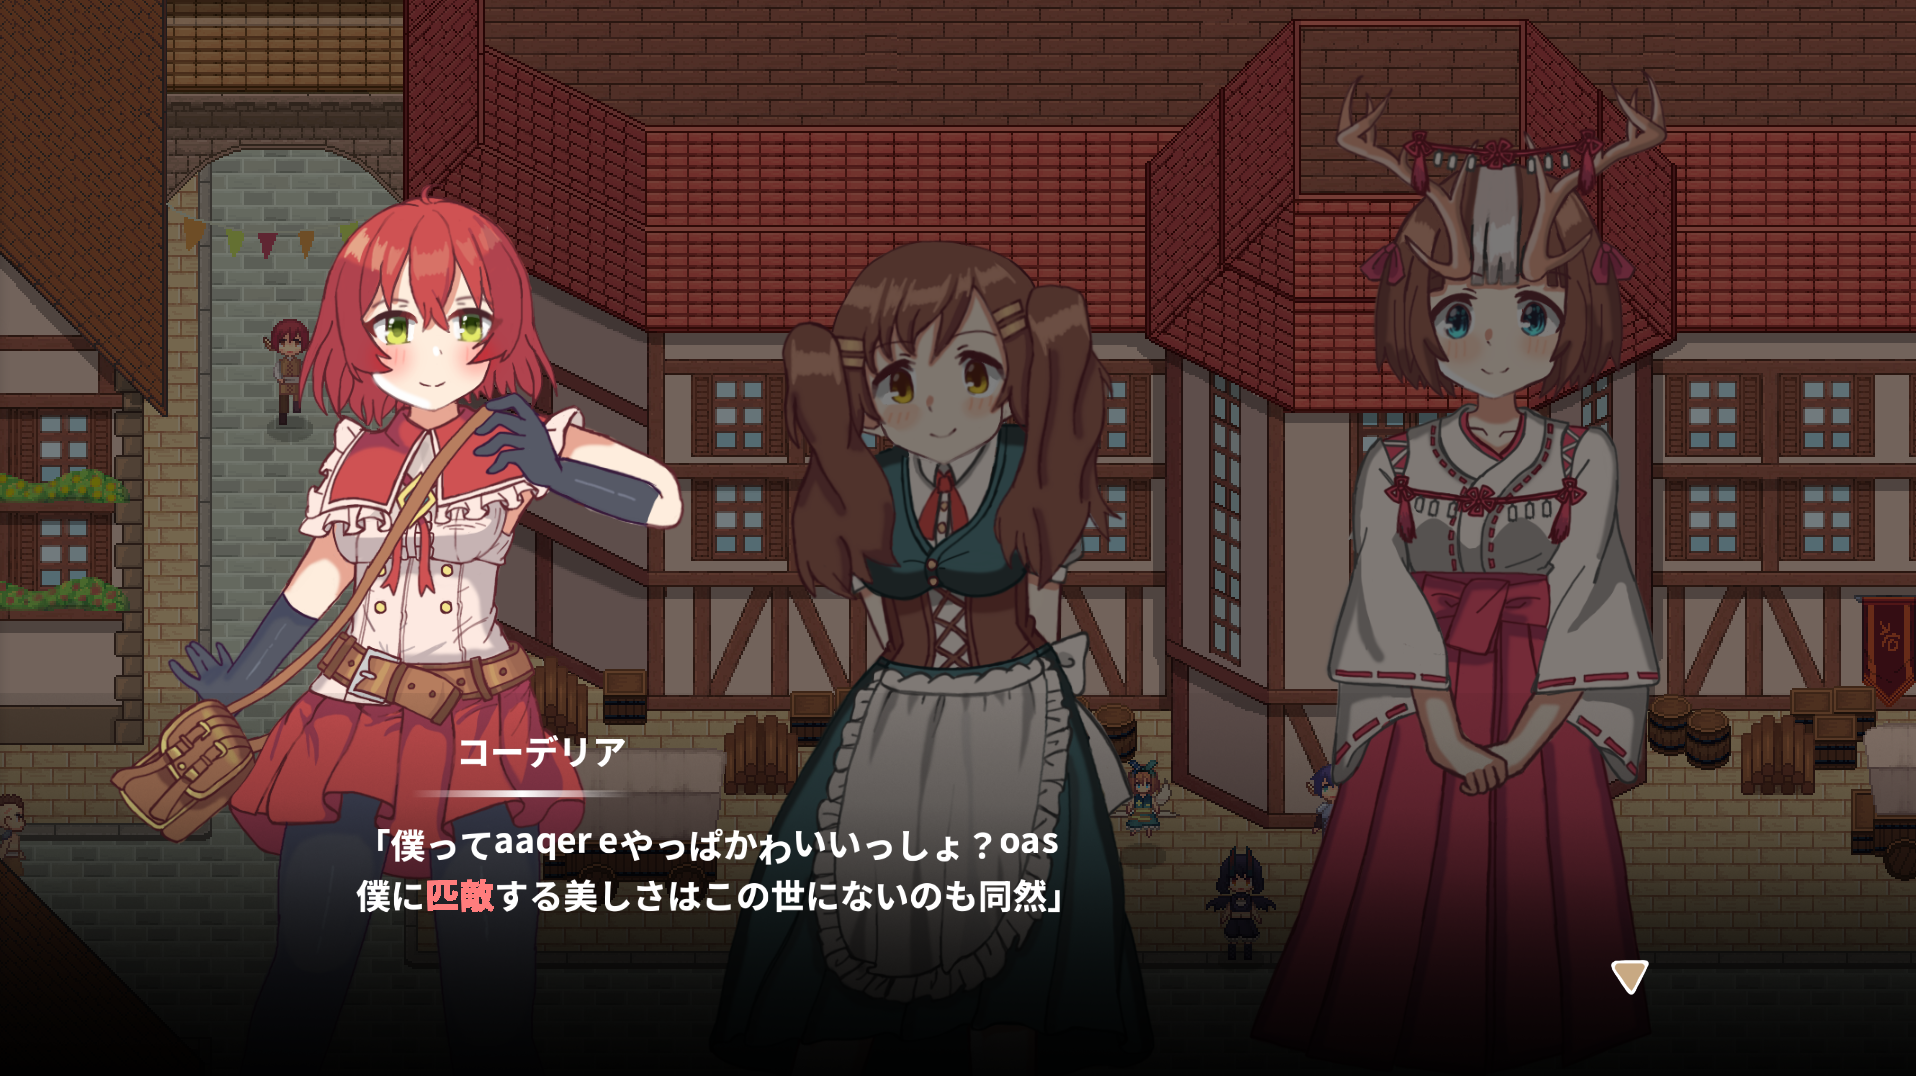 コーデリア
「僕ってaaqer eやっぱかわいいっしょ？oas
僕に匹敵する美しさはこの世にないのも同然」